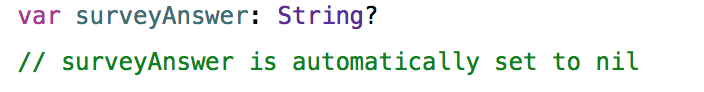 var surveyAnswer: String?
// surveyAnswer is automatically set to nil